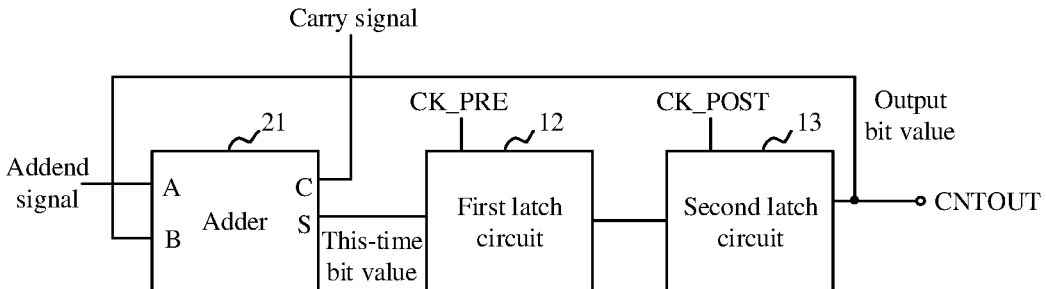 Carry signal
CK_PRE
CK_POST
Output
bit value
21
12
13
Addend
signal
A
B
C
S
Adder
This-time
bit value
First latch
circuit
Second latch
circuit
CNTOUT